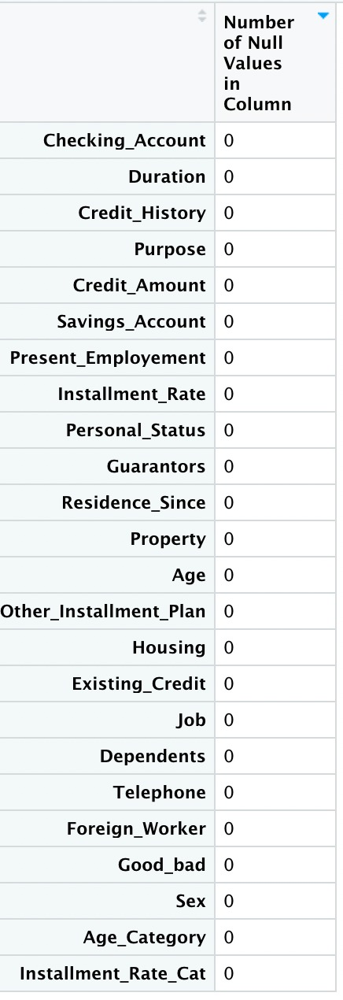 Number
of Null
Values
in
Column
Checking_Account 0
Duration 0
Credit_History 0
Purpose 0
Credit_Amount 0
Savings_Account 0
Present_Employement 0
Installment_Rate 0
Personal_Status 0
Guarantors 0
Residence_Since 0
Property 0
Age 0
Other_Installment_Plan 0
Housing 0
Existing_Credit 0
Job 0
Dependents 0
Telephone 0
Foreign_Worker 0
Good_bad 0
Sex 0
Age_Category 0
Installment_Rate_Cat 0